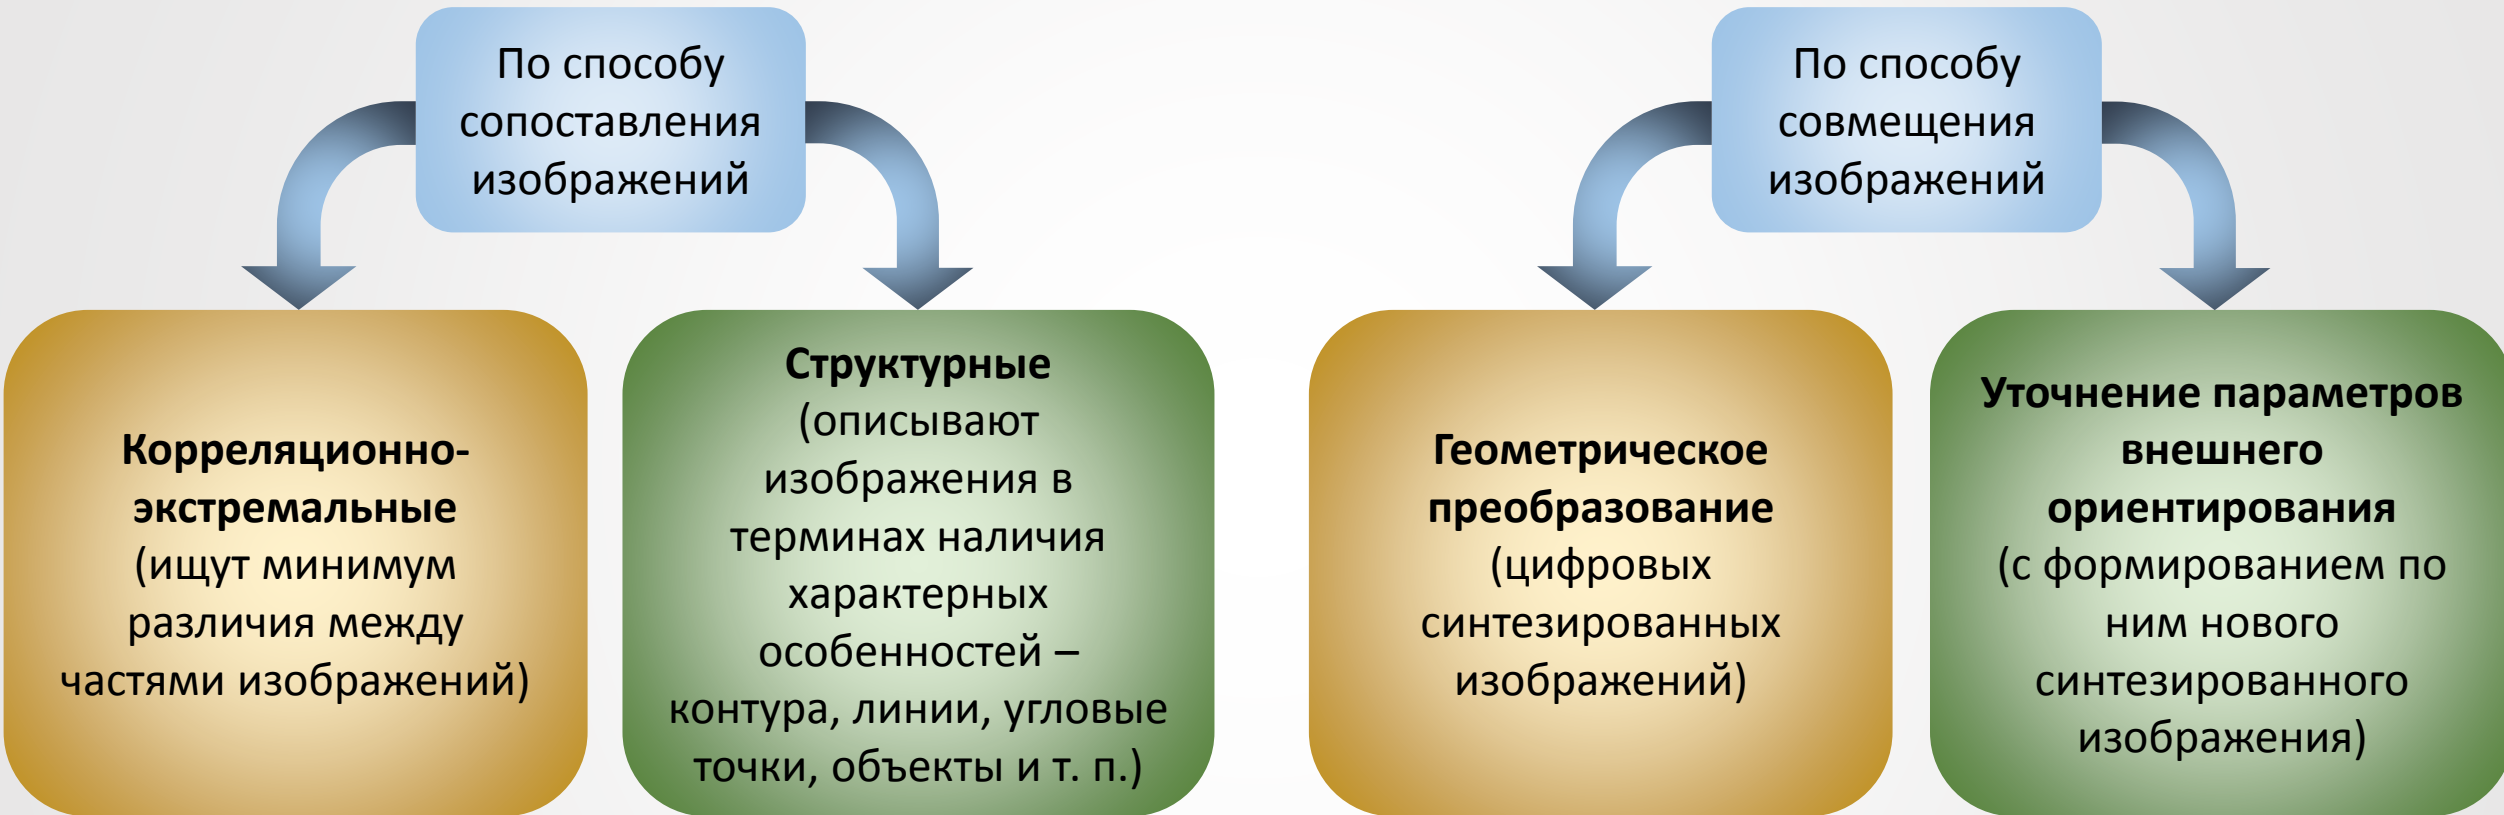 По способу
сопоставления
изображений
По способу
совмещения
изображений
Корреляционно-
экстремальные
(ищут минимум
различия между
частями изображений)
Структурные
(описывают
изображения в
терминах наличия
характерных
особенностей –
контура, линии, угловые
точки, объекты и т. п.)
Геометрическое
преобразование
(цифровых
синтезированных
изображений)
Уточнение параметров
внешнего
ориентирования
(с формированием по
ним нового
синтезированного
изображения)